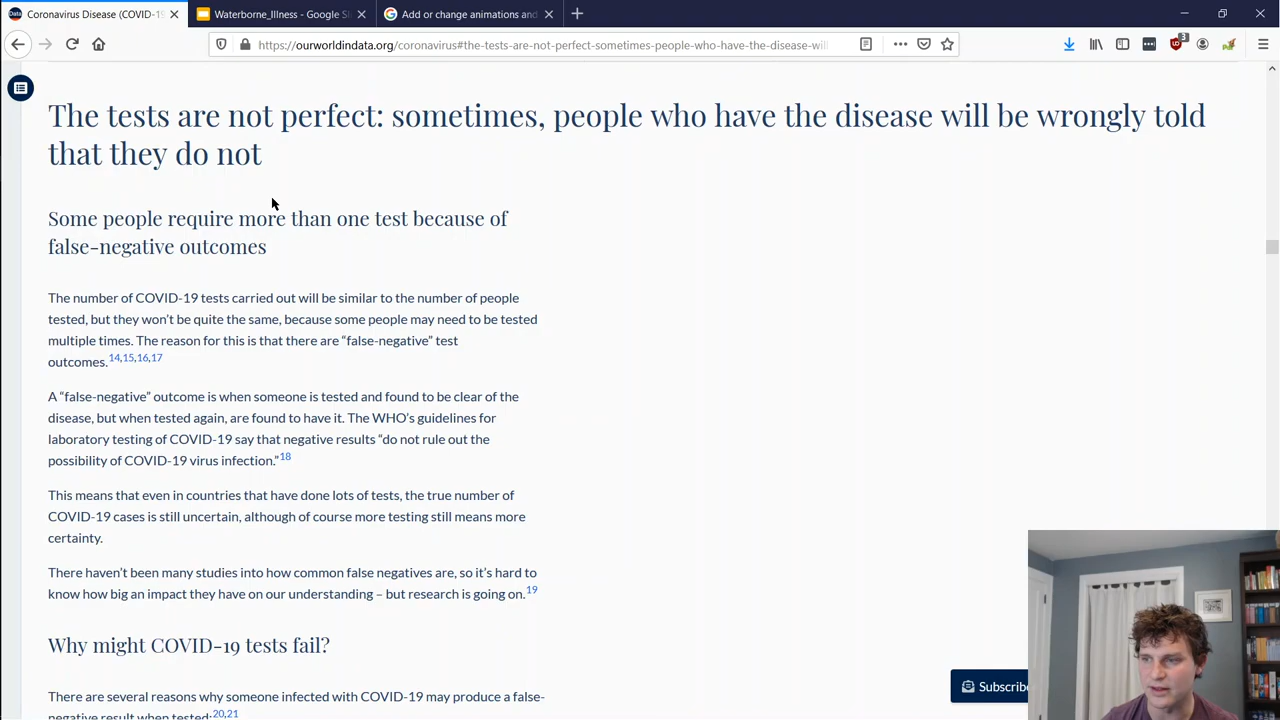 Coronavirus Disease (COVID-19
Waterborne_Illness - Google Sl
Add or change animations and
https://ourworldindata.org/coronavirus#the-tests-are-not-perfect-sometimes-people-who-have-the-disease-wil
3
The tests are not perfect: sometimes, people who have the disease will be wrongly told
that they do not
Some people require more than one test because of
false-negative outcomes
The number of COVID-19 tests carried out will be similar to the number of people
tested, but they won’t be quite the same, because some people may need to be tested
multiple times. The reason for this is that there are “false-negative” test
outcomes.14,15,16,17
A “false-negative” outcome is when someone is tested and found to be clear of the
disease, but when tested again, are found to have it. The WHO’s guidelines for
laboratory testing of COVID-19 say that negative results “do not rule out the
possibility of COVID-19 virus infection.”18
This means that even in countries that have done lots of tests, the true number of
COVID-19 cases is still uncertain, although of course more testing still means more
certainty.
There haven’t been many studies into how common false negatives are, so it’s hard to
know how big an impact they have on our understanding – but research is going on.19
Why might COVID-19 tests fail?
There are several reasons why someone infected with COVID-19 may produce a false-
negative result when tested:20,21
Subscribe